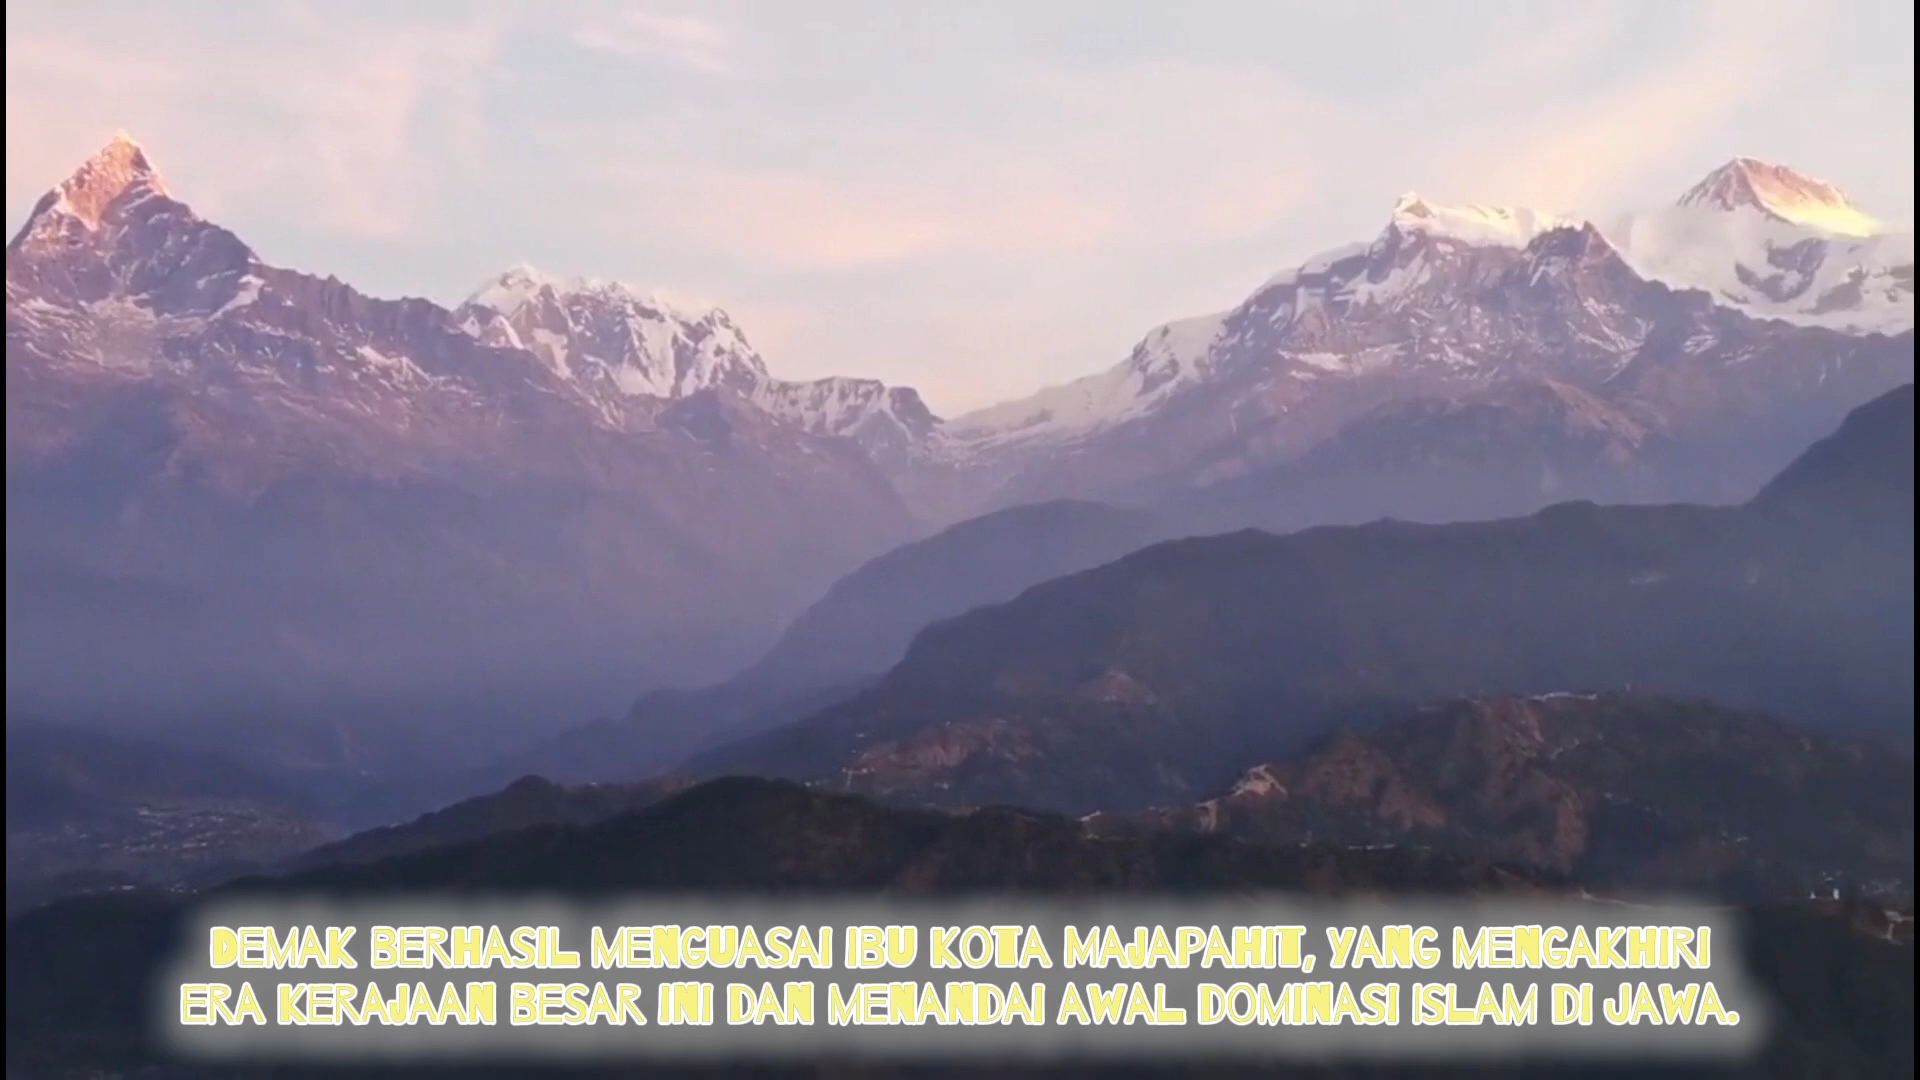 DEMAK BERHASIL MENGUASAI IBU KOTA MAJAPAHIT, YANG MENGAKHIRI
ERA KERAJAAN BESAR INI DAN MENANDAI AWAL DOMINASI ISLAM DI JAWA.